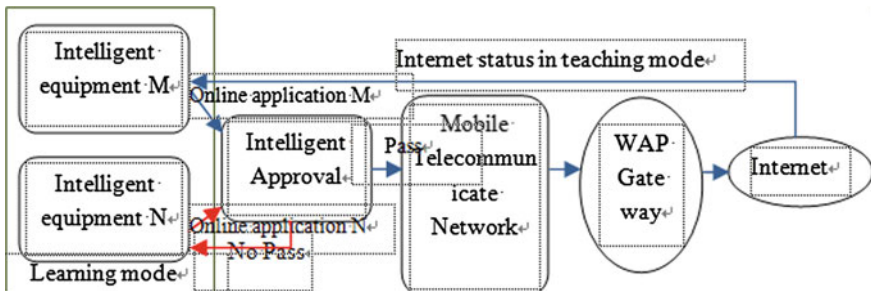 Intelligent
equipment M
Internet status in teaching mode
Online application M
Intelligent
Approval
Pass
Mobile
Telecommun
icate
Network
WAP
Gate
way
Internet
Intelligent
equipment N
Online application N
No Pass
Learning mode